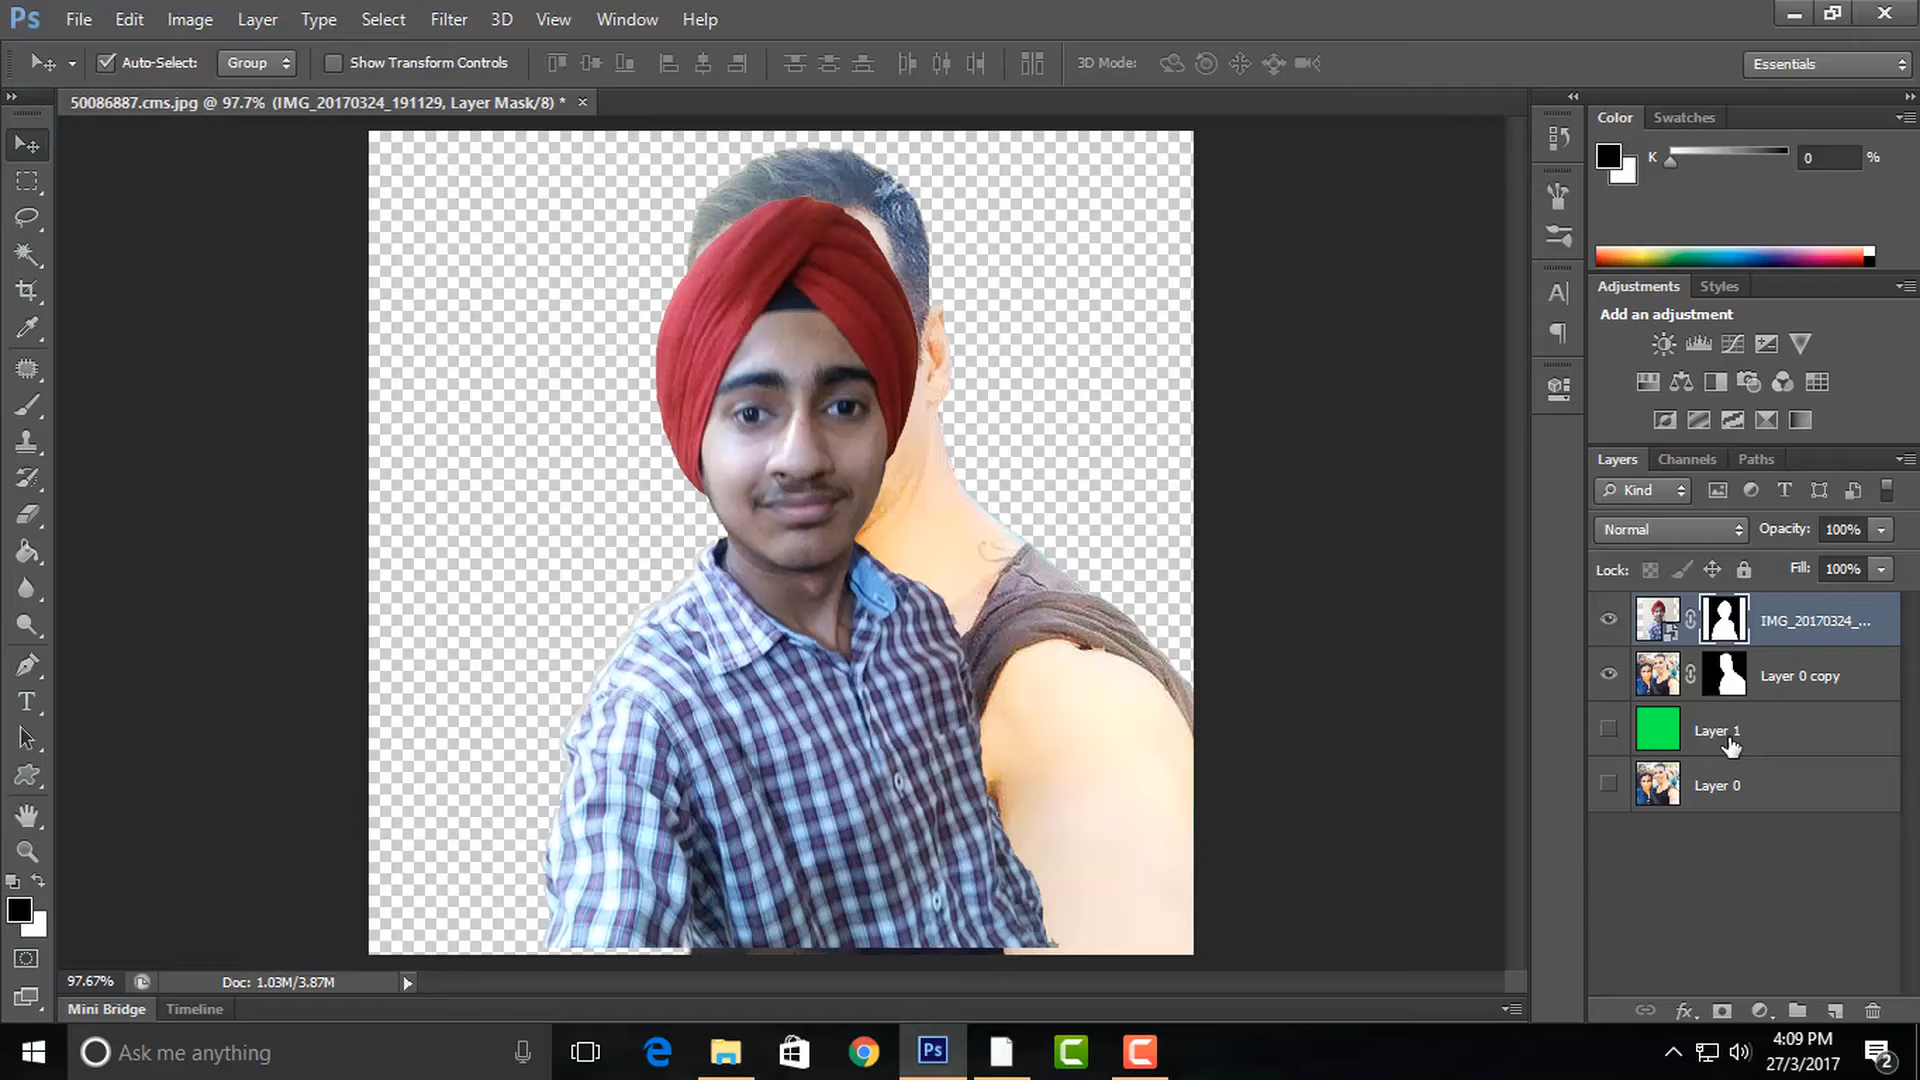 Ps File Edit Image Layer Type Select Filter 3D View Window Help
Auto-Select: Group Show Transform Controls 3D Mode: Essentials
50086887.cms.jpg @ 97.7% (IMG_20170324_191129, Layer Mask/8) * ×
Color Swatches
K 0 %
Adjustments Styles
Add an adjustment
Layers Channels Paths
Kind
Normal Opacity: 100%
Lock: Fill: 100%
IMG_20170324_...
Layer 0 copy
Layer 1
Layer 0
97.67% Doc: 1.03M/3.87M
Mini Bridge Timeline
Ask me anything
Ps
4:09 PM
27/3/2017
2